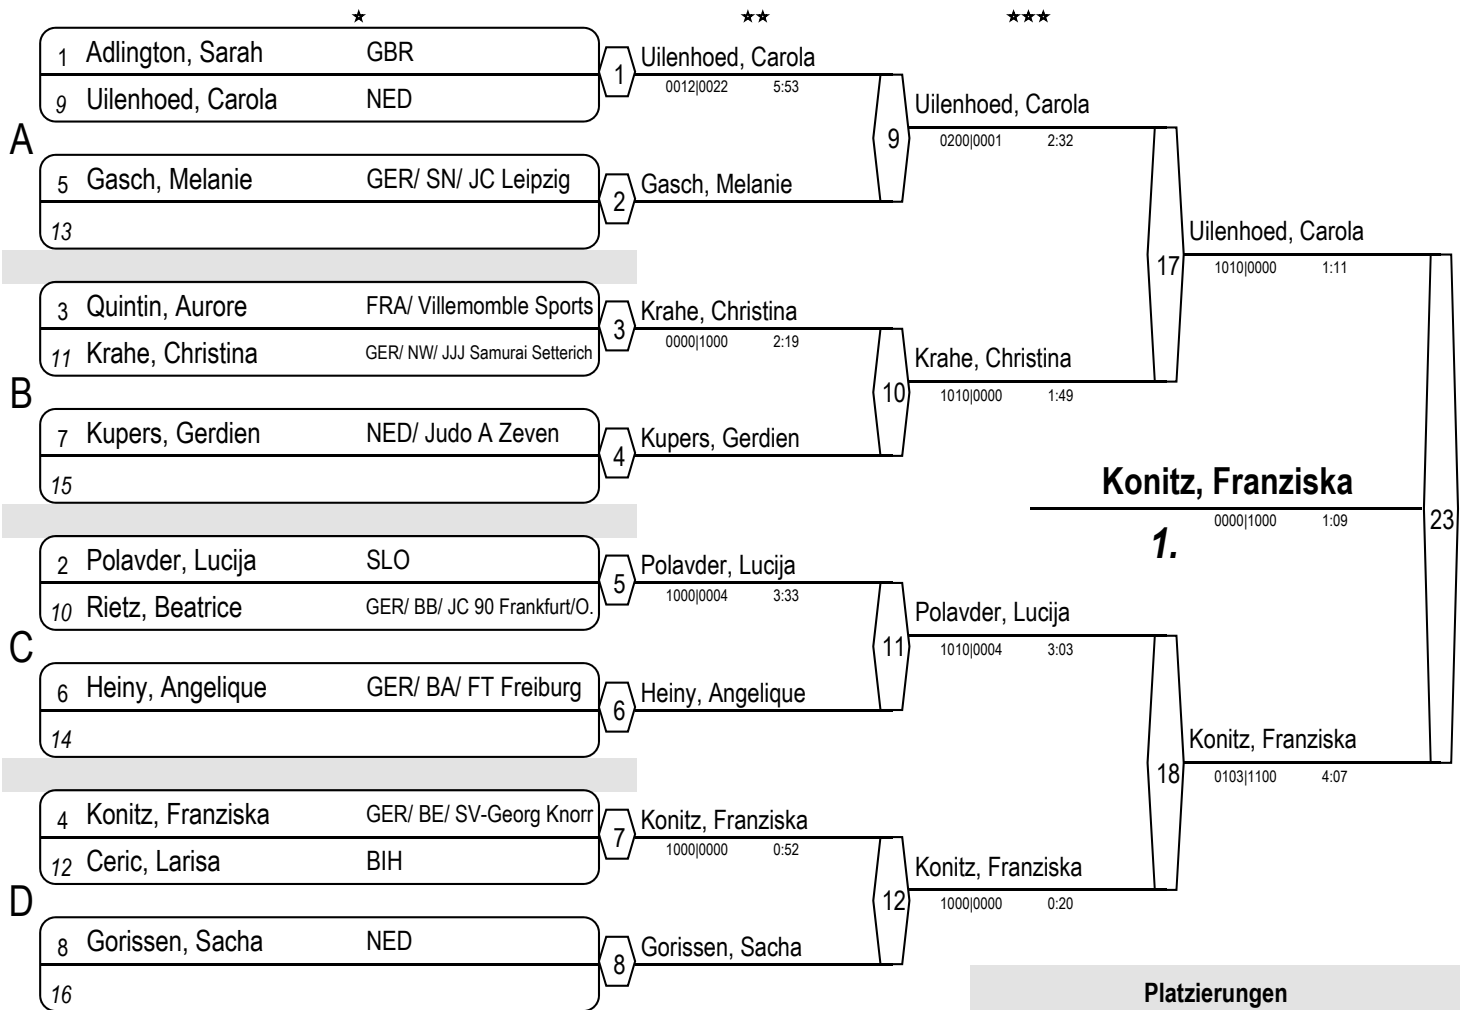 ★ ★★ ★★★
A
1 Adlington, Sarah GBR
9 Uilenhoed, Carola NED
5 Gasch, Melanie GER/ SN/ JC Leipzig
13
B
3 Quintin, Aurore FRA/ Villemomble Sports
11 Krahe, Christina GER/ NW/ JJJ Samurai Setterich
7 Kupers, Gerdien NED/ Judo A Zeven
15
C
2 Polavder, Lucija SLO
10 Rietz, Beatrice GER/ BB/ JC 90 Frankfurt/O.
6 Heiny, Angelique GER/ BA/ FT Freiburg
14
D
4 Konitz, Franziska GER/ BE/ SV-Georg Knorr
12 Ceric, Larisa BIH
8 Gorissen, Sacha NED
16
1 Uilenhoed, Carola
0012|0022 5:53
2 Gasch, Melanie
3 Krahe, Christina
0000|1000 2:19
4 Kupers, Gerdien
5 Polavder, Lucija
1000|0004 3:33
6 Heiny, Angelique
7 Konitz, Franziska
1000|0000 0:52
8 Gorissen, Sacha
9 Uilenhoed, Carola
0200|0001 2:32
10 Krahe, Christina
1010|0000 1:49
11 Polavder, Lucija
1010|0004 3:03
12 Konitz, Franziska
1000|0000 0:20
17 Uilenhoed, Carola
1010|0000 1:11
18 Konitz, Franziska
0103|1100 4:07
23 Konitz, Franziska
0000|1000 1:09
1.
Platzierungen